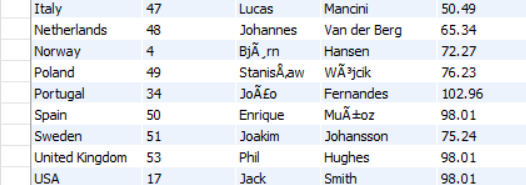 Italy 47 Lucas Mancini 50.49
Netherlands 48 Johannes Van der Berg 65.34
Norway 4 BjÃ¸rn Hansen 72.27
Poland 49 StanisÅ‚aw WÃ³jcik 76.23
Portugal 34 JoÃ£o Fernandes 102.96
Spain 50 Enrique MuÃ±oz 98.01
Sweden 51 Joakim Johansson 75.24
United Kingdom 53 Phil Hughes 98.01
USA 17 Jack Smith 98.01